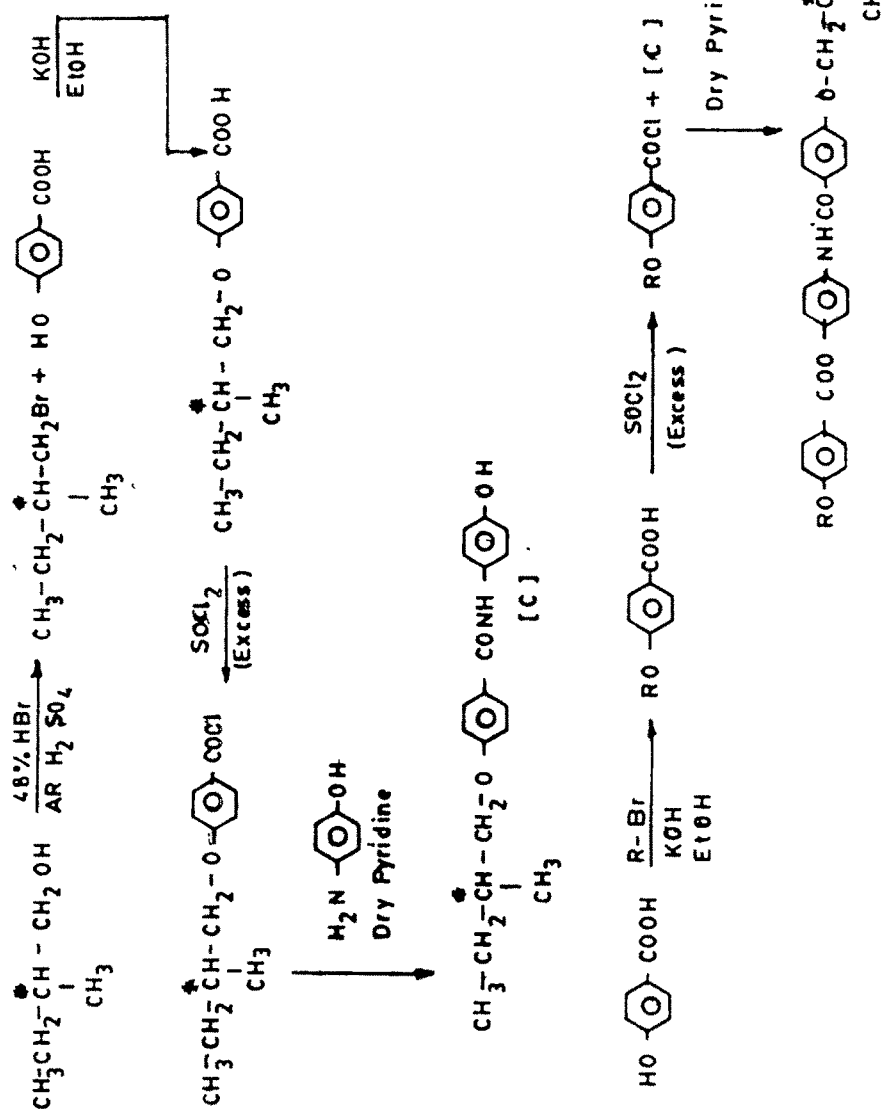 48% HBr
CH3CH2-CH-CH2OH AR H2SO4 CH3-CH2-CH-CH2Br + HO COOH KOH
* * EtOH
CH3 CH3
SOCl2
(Excess)
CH3-CH2-CH-CH2-O COCl CH3-CH2-CH-CH2-O COOH
* *
CH3 CH3
H2N OH
Dry Pyridine
CH3-CH2-CH-CH2-O CONH OH
*
CH3 [C]
HO COOH R-Br RO COOH SOCl2 RO COCl + [C]
KOH (Excess)
EtOH Dry
RO COO NHCO O-CH2
*